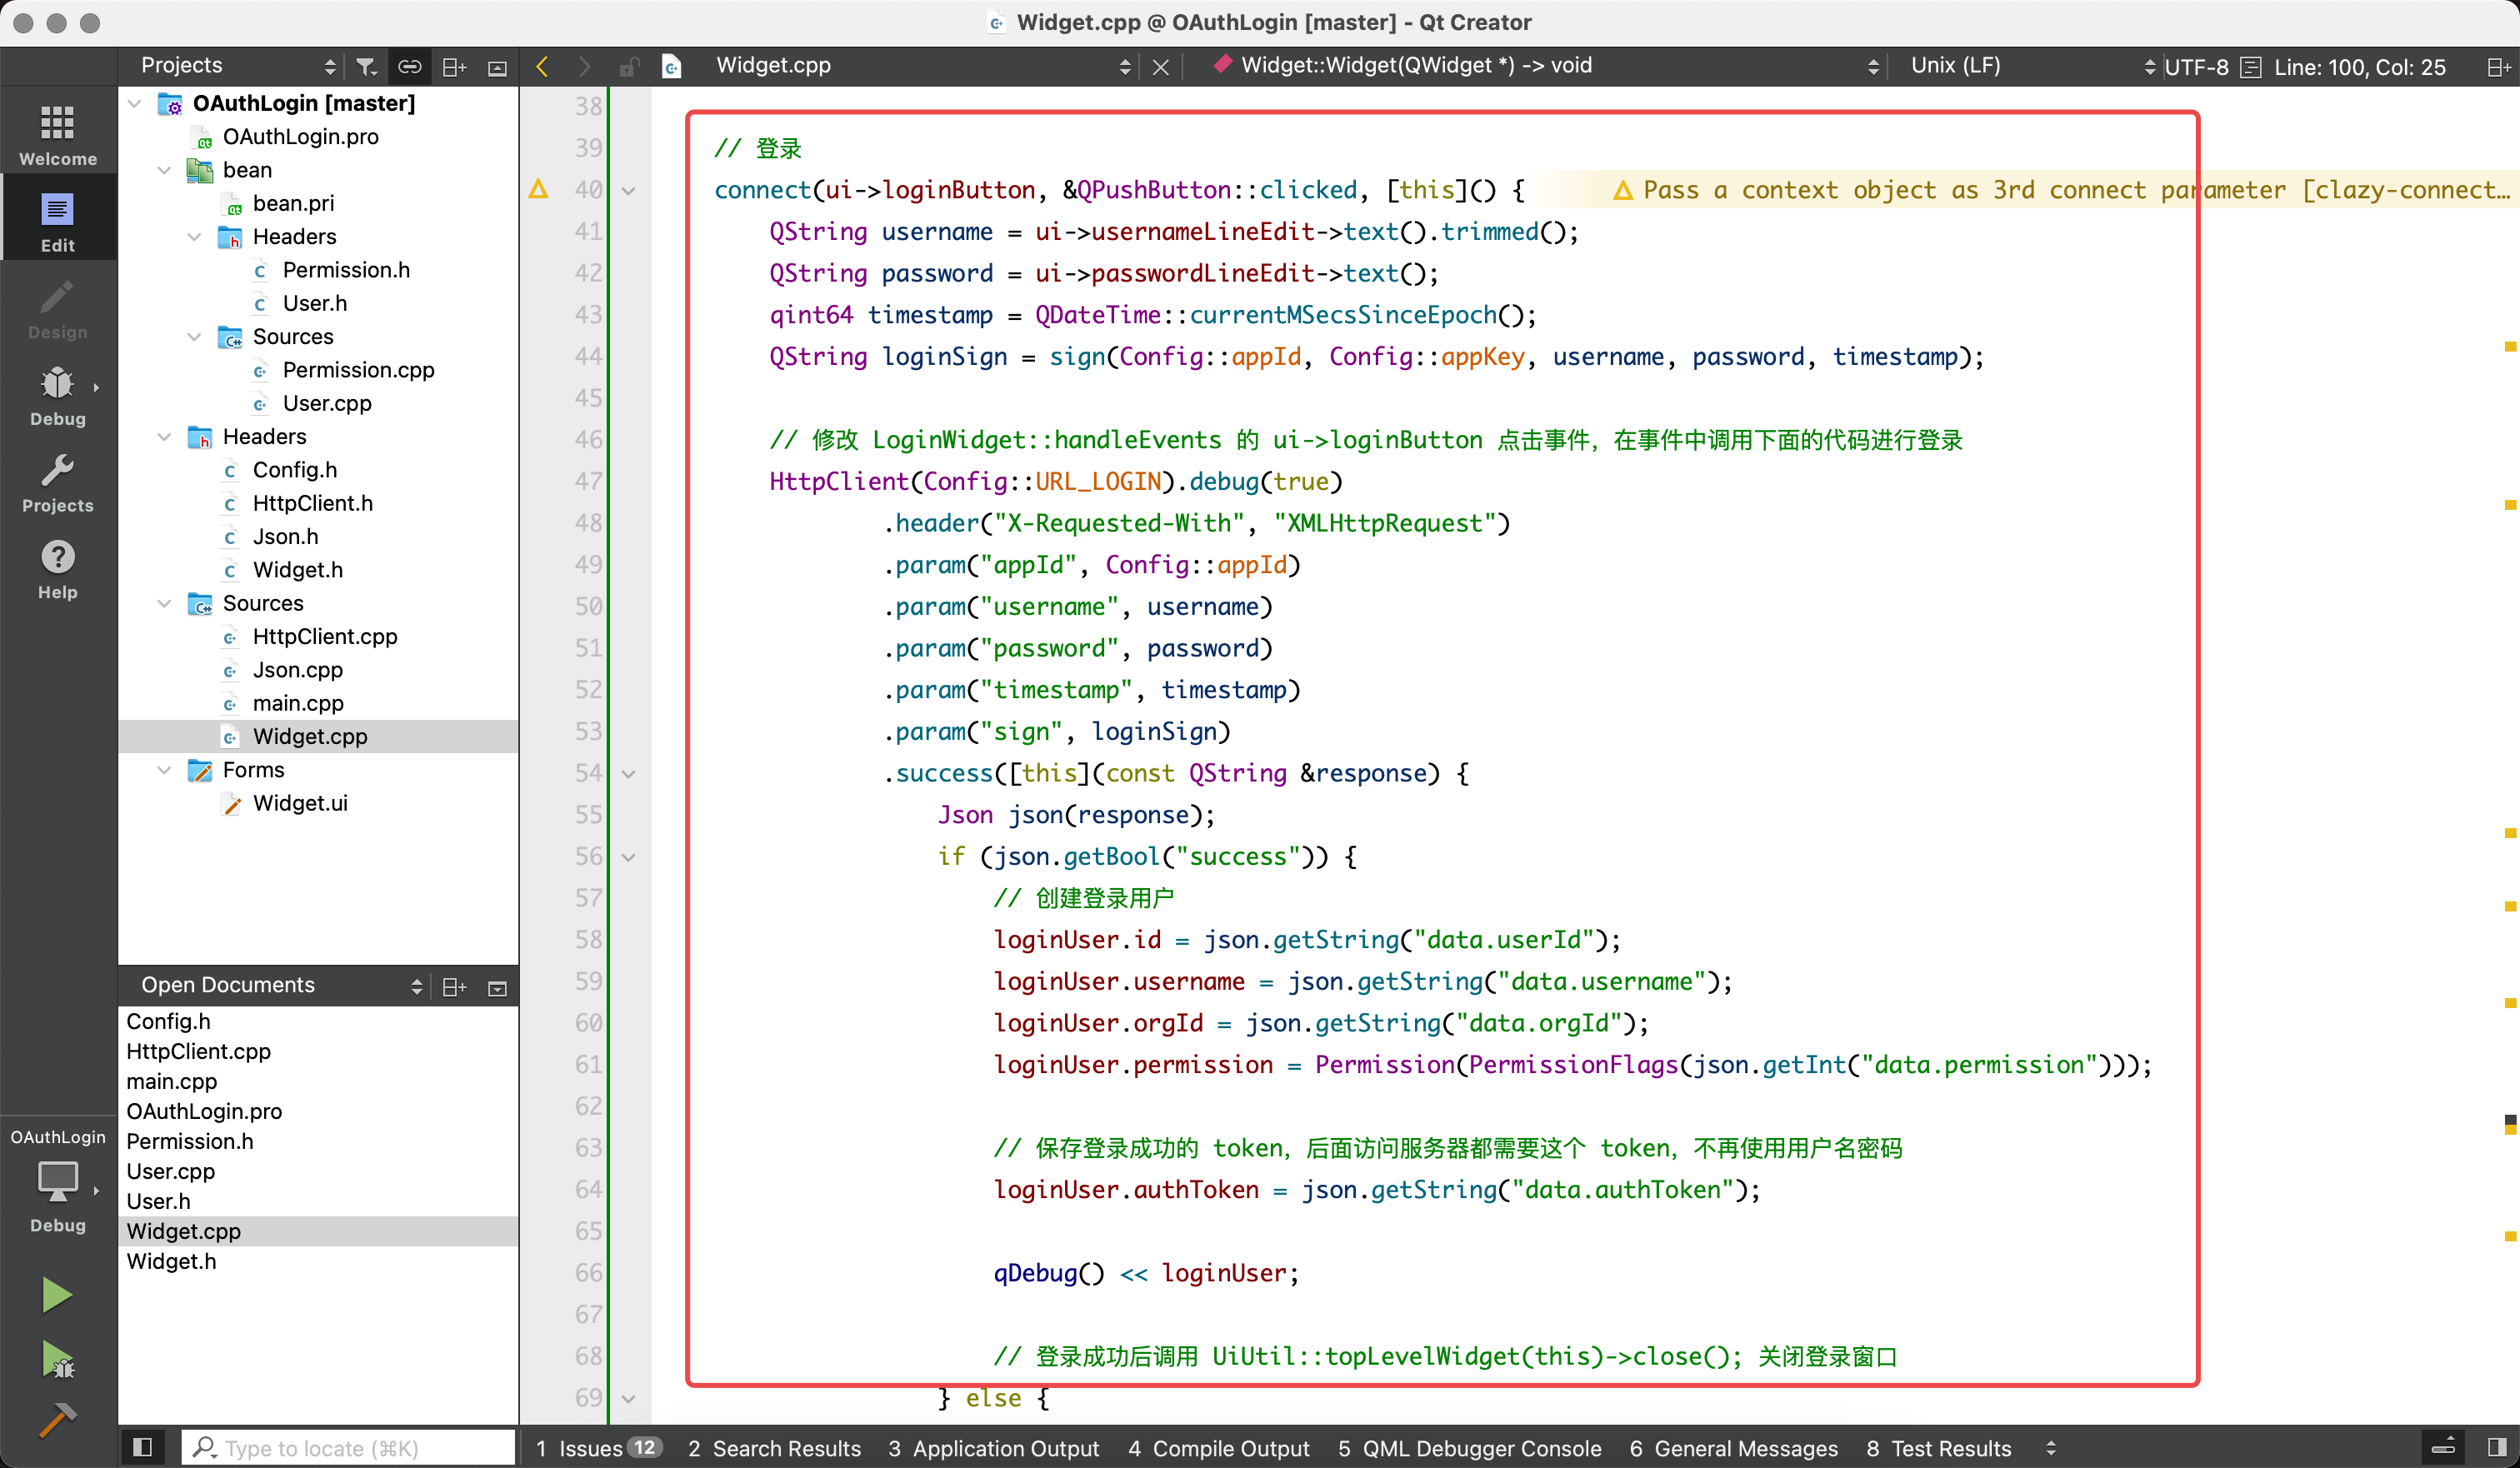 Widget.cpp @ OAuthLogin [master] - Qt Creator
Projects
Widget.cpp
Widget::Widget(QWidget *) -> void
Unix (LF)
UTF-8
Line: 100, Col: 25
Welcome
Edit
Design
Debug
Projects
Help
OAuthLogin
Debug
OAuthLogin [master]
OAuthLogin.pro
bean
bean.pri
Headers
Permission.h
User.h
Sources
Permission.cpp
User.cpp
Headers
Config.h
HttpClient.h
Json.h
Widget.h
Sources
HttpClient.cpp
Json.cpp
main.cpp
Widget.cpp
Forms
Widget.ui
Open Documents
Config.h
HttpClient.cpp
main.cpp
OAuthLogin.pro
Permission.h
User.cpp
User.h
Widget.cpp
Widget.h
38
39 // 登录
40 connect(ui->loginButton, &QPushButton::clicked, [this]() { Pass a context object as 3rd connect parameter [clazy-connect…
41 QString username = ui->usernameLineEdit->text().trimmed();
42 QString password = ui->passwordLineEdit->text();
43 qint64 timestamp = QDateTime::currentMSecsSinceEpoch();
44 QString loginSign = sign(Config::appId, Config::appKey, username, password, timestamp);
45
46 // 修改 LoginWidget::handleEvents 的 ui->loginButton 点击事件，在事件中调用下面的代码进行登录
47 HttpClient(Config::URL_LOGIN).debug(true)
48 .header("X-Requested-With", "XMLHttpRequest")
49 .param("appId", Config::appId)
50 .param("username", username)
51 .param("password", password)
52 .param("timestamp", timestamp)
53 .param("sign", loginSign)
54 .success([this](const QString &response) {
55 Json json(response);
56 if (json.getBool("success")) {
57 // 创建登录用户
58 loginUser.id = json.getString("data.userId");
59 loginUser.username = json.getString("data.username");
60 loginUser.orgId = json.getString("data.orgId");
61 loginUser.permission = Permission(PermissionFlags(json.getInt("data.permission")));
62
63 // 保存登录成功的 token，后面访问服务器都需要这个 token，不再使用用户名密码
64 loginUser.authToken = json.getString("data.authToken");
65
66 qDebug() << loginUser;
67
68 // 登录成功后调用 UiUtil::topLevelWidget(this)->close(); 关闭登录窗口
69 } else {
Type to locate (⌘K)
1 Issues 12
2 Search Results
3 Application Output
4 Compile Output
5 QML Debugger Console
6 General Messages
8 Test Results